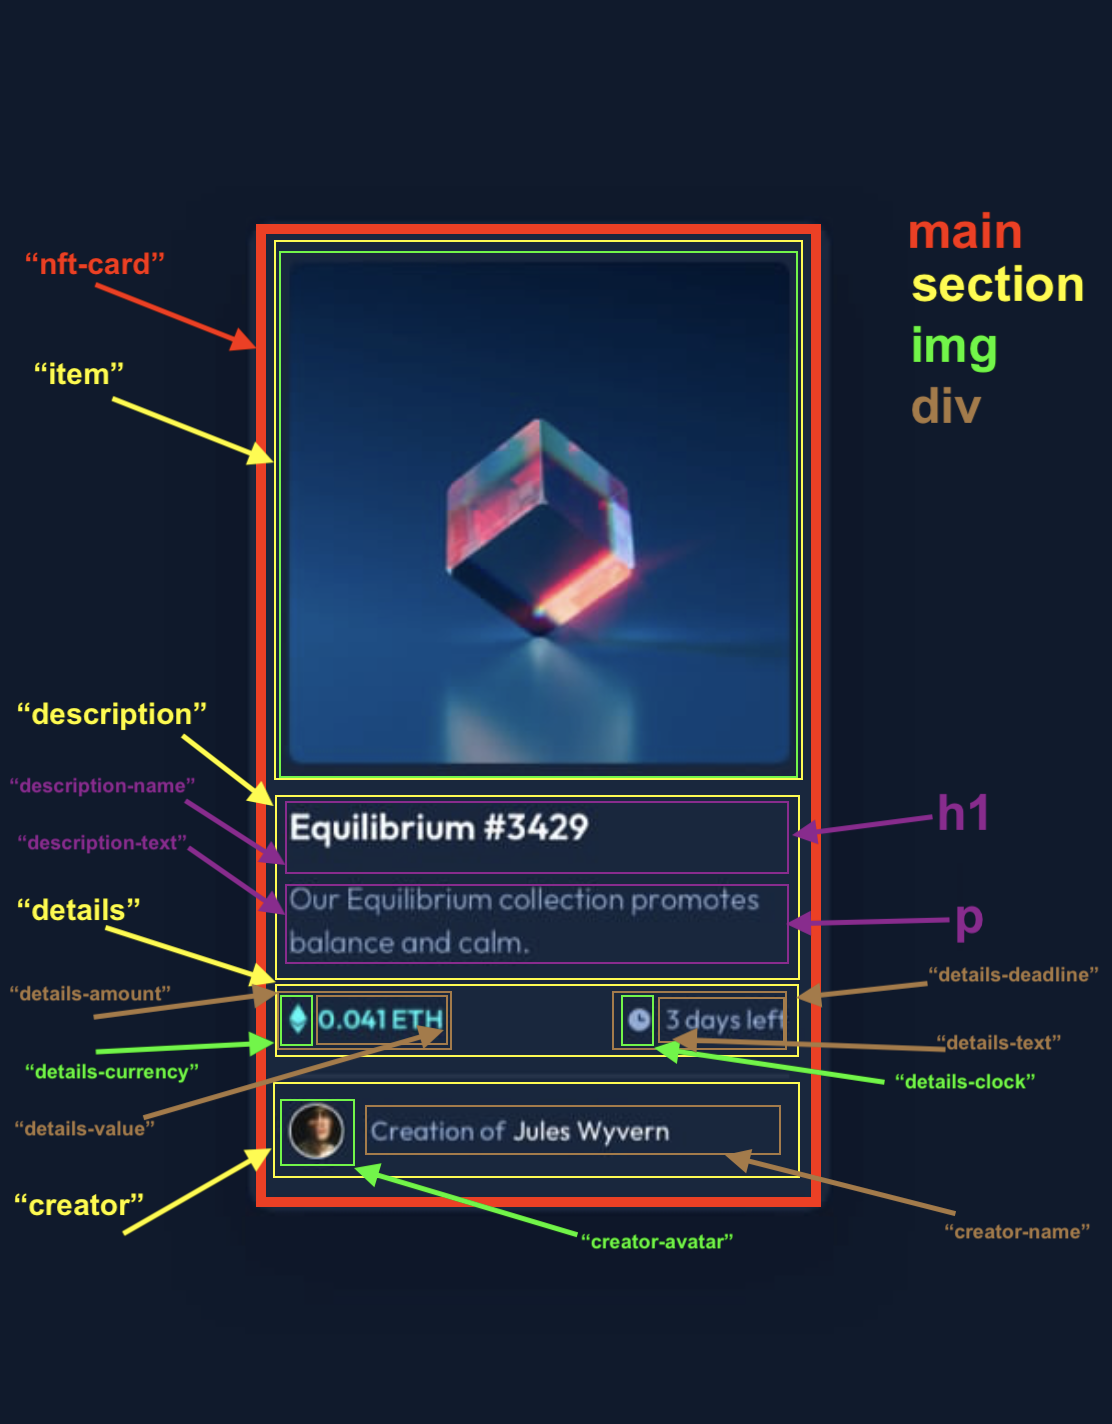 main
section
img
div
“nft-card”
“item”
“description”
“description-name”
“description-text”
“details”
“details-amount”
“details-currency”
“details-value”
“creator”
Equilibrium #3429
Our Equilibrium collection promotes
balance and calm.
0.041 ETH
3 days left
Creation of Jules Wyvern
h1
p
“details-deadline”
“details-text”
“details-clock”
“creator-name”
“creator-avatar”